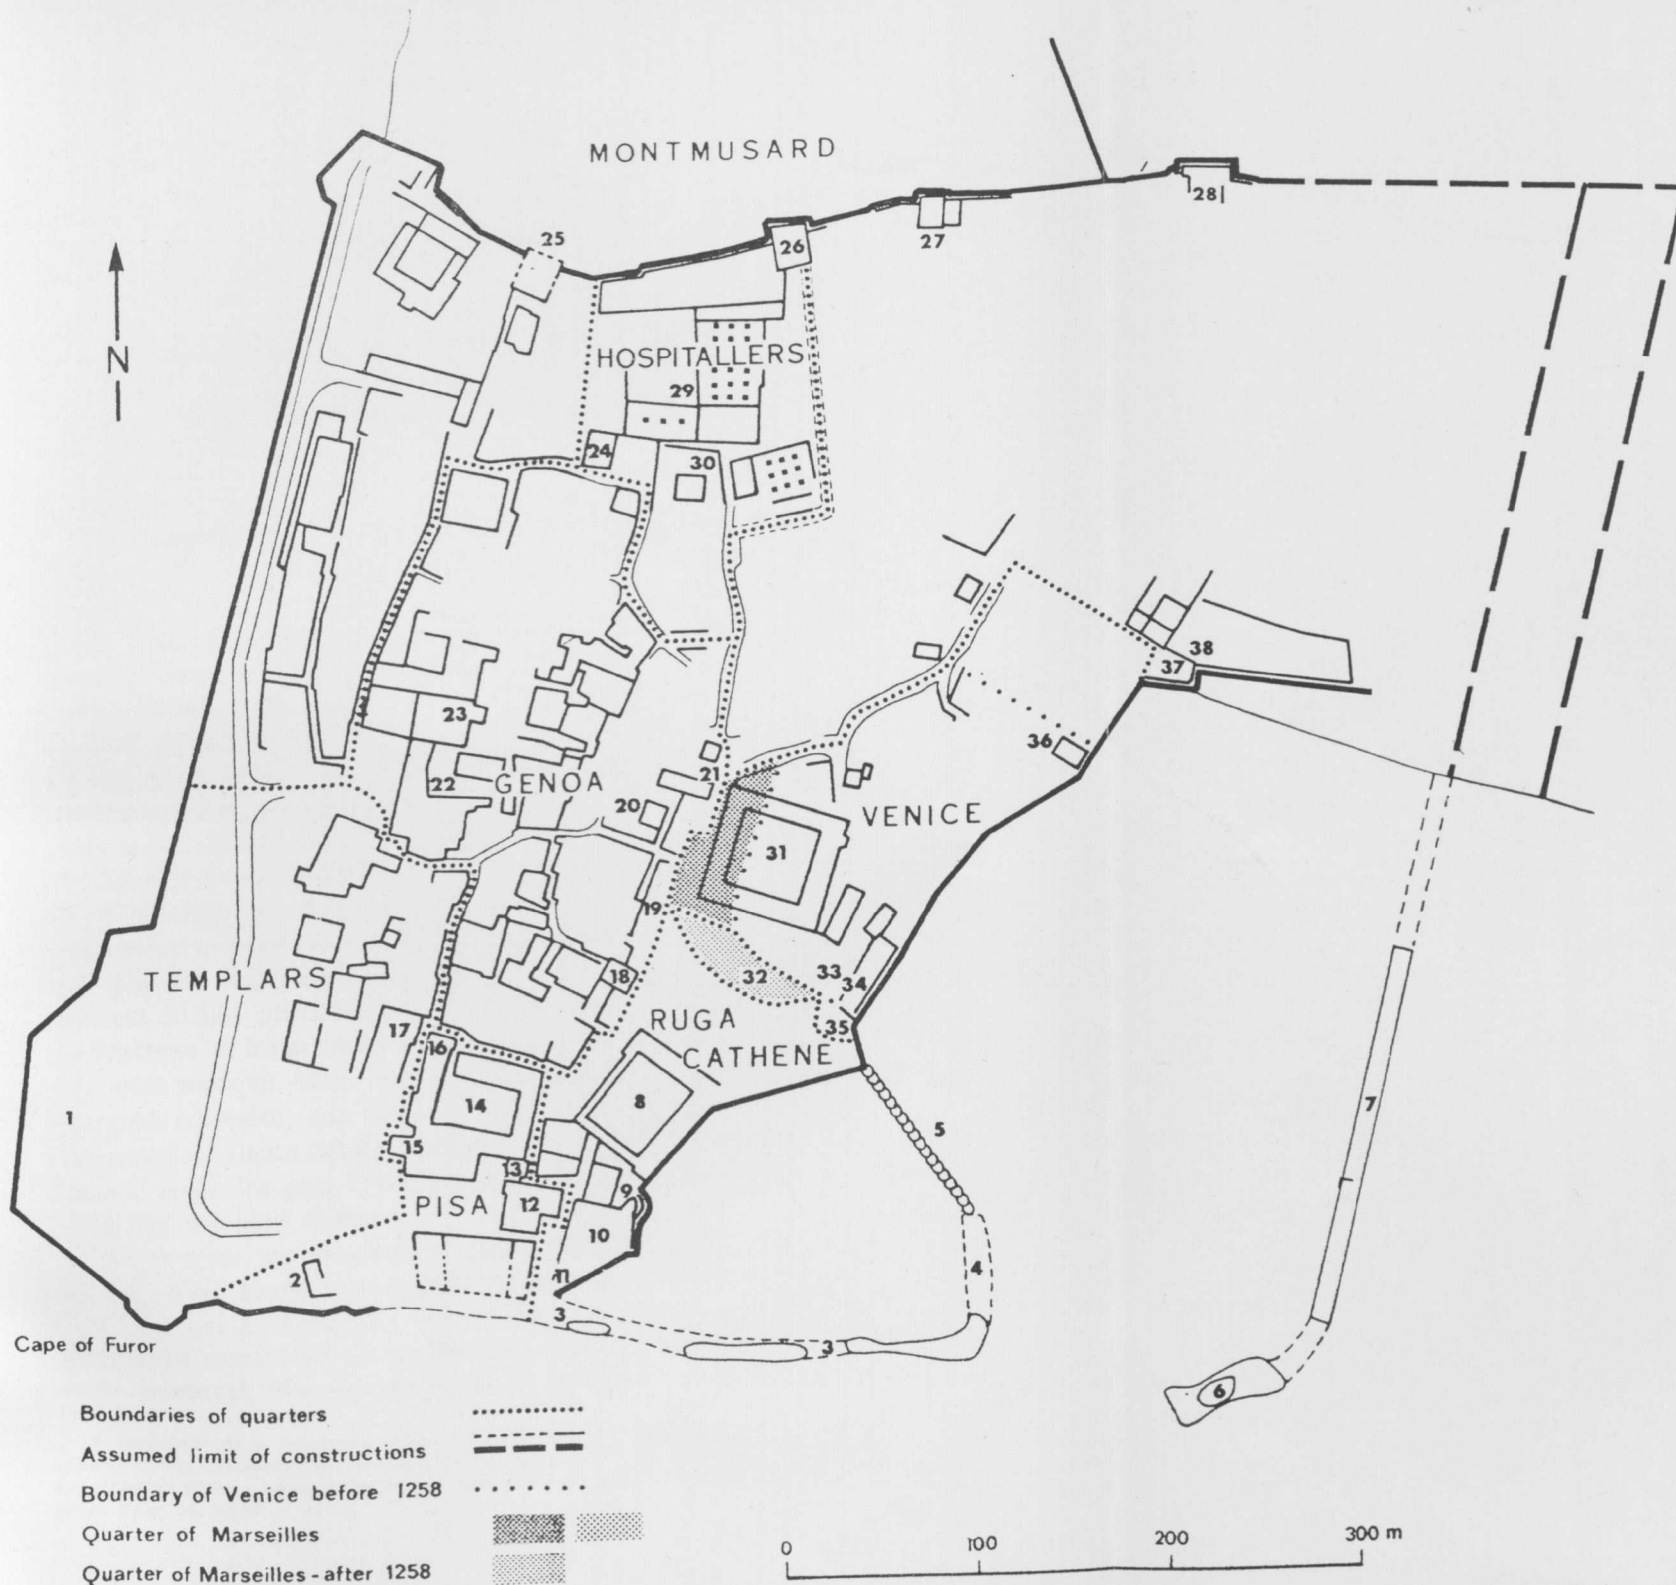 MONTMUSARD
28
27
25
26
N
HOSPITALLERS
29
24
30
38
37
23
36
21
22
GENOA
20
VENICE
31
19
TEMPLARS
18
32
33
34
17
RUGA
35
16
CATHENE
14
8
1
5
7
15
13
PISA
12
9
10
2
11
4
3
3
6
Cape of Furor
Boundaries of quarters
Assumed limit of constructions
Boundary of Venice before 1258
Quarter of Marseilles
Quarter of Marseilles - after 1258
0 100 200 300 m